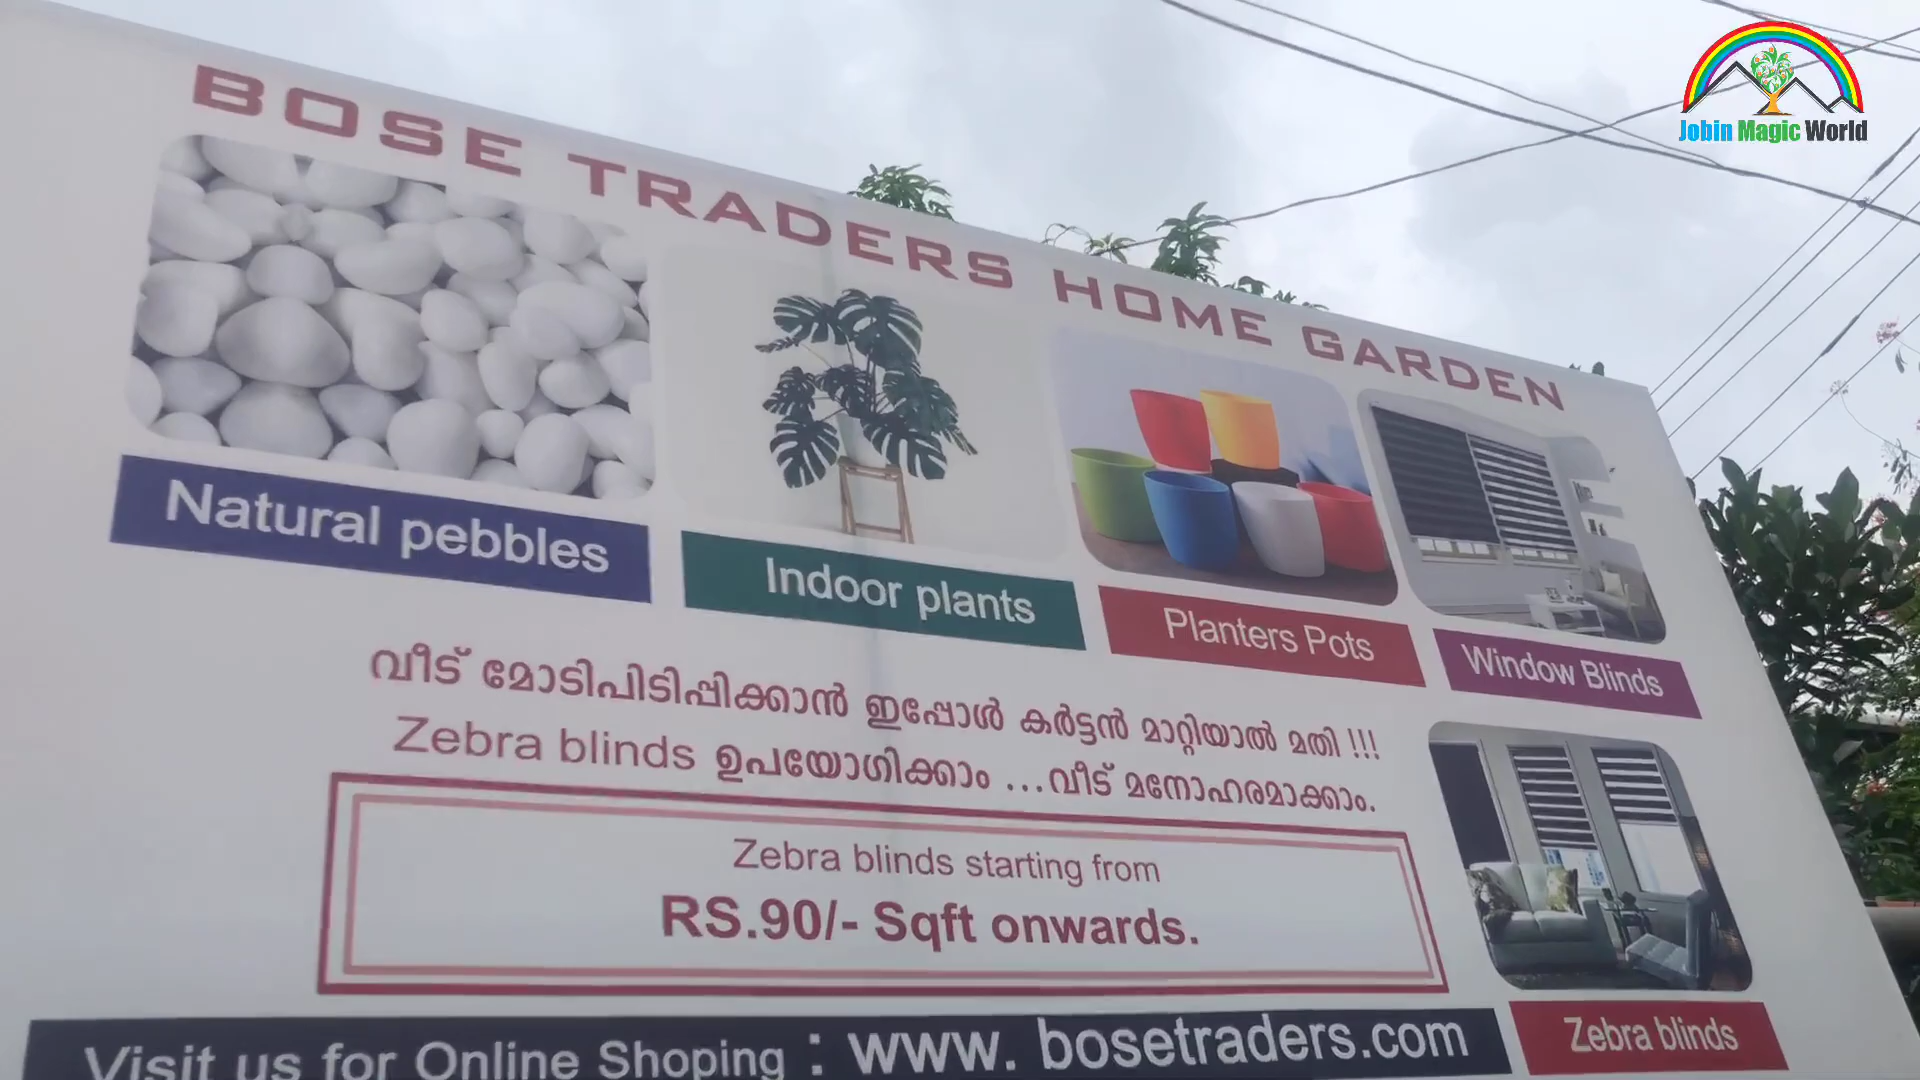 Jobin Magic World
BOSE TRADERS HOME GARDEN
Natural pebbles
Indoor plants
Planters Pots
Window Blinds
വീട് മോടിപിടിപ്പിക്കാൻ ഇപ്പോൾ കർട്ടൻ മാറ്റിയാൽ മതി !!!
Zebra blinds ഉപയോഗിക്കാം ...വീട് മനോഹരമാക്കാം.
Zebra blinds starting from
RS.90/- Sqft onwards.
Zebra blinds
Visit us for Online Shoping : www. bosetraders.com